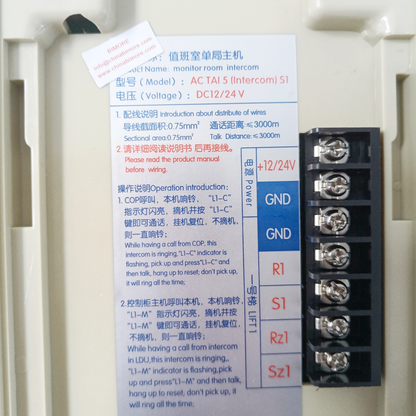 BIMORE
www.bimore.com
www.chinabimore.com
值班室单局主机
Product Name: monitor room intercom
型号 ( Model ) : AC TAI 5 (Intercom) S1
电压 ( Voltage ) : DC12/24 V
1. 配线说明 Introduction about distribute of wires
导线截面积:0.75mm² 通话距离 ≤3000m
Sectional area:0.75mm² Talk Distance:≤3000m
2. 请详细阅读说明书 后再接线。
Please read the product manual
before wiring.
操作说明Operation introduction:
1. COP呼叫, 本机响铃, “L1-C”
指示灯闪亮, 摘机并按“L1-C”
键即可通话, 挂机复位, 不摘机,
则一直响铃;
While having a call from COP, this
intercom is ringing,“L1-C” indicator is
flashing, pick up and press“L1-C” and
then talk, hang up to reset, don't pick up,
it will ring all the time;
2. 控制柜主机呼叫本机, 本机响铃,
“L1-M” 指示灯闪亮, 摘机并按
“L1-M” 键即可通话, 挂机复位,
不摘机, 则一直响铃;
While having a call from intercom
in LDU,this intercom is ringing,,
“L1-M” indicator is flashing,pick
up and press“L1-M” and then talk,
hang up to reset, don't pick up, it
will ring all the time.
电源 Power
+12/24V
GND
GND
一号梯 LIFT 1
R1
S1
Rz1
Sz1